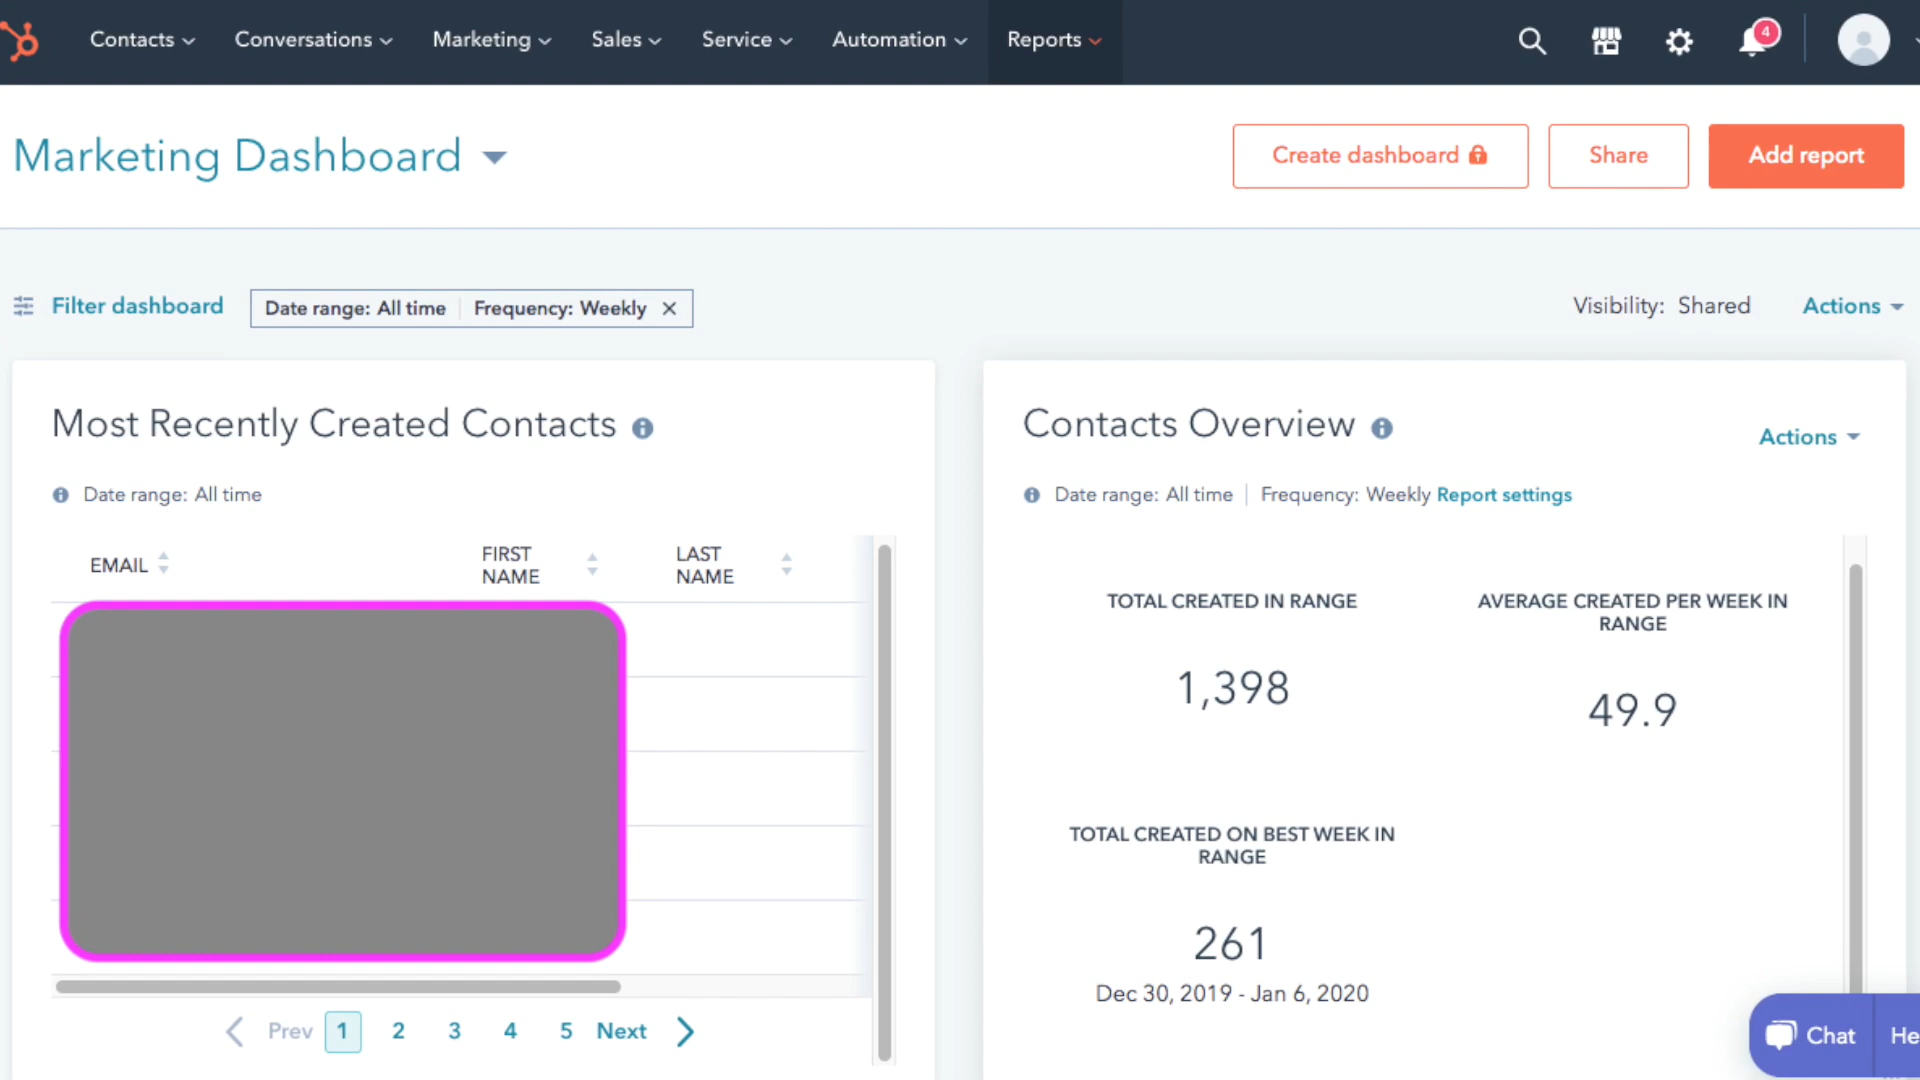 Contacts Conversations Marketing Sales Service Automation Reports 4
Marketing Dashboard
Create dashboard Share Add report
Filter dashboard Date range: All time Frequency: Weekly Visibility: Shared Actions
Most Recently Created Contacts
Date range: All time
EMAIL FIRST NAME LAST NAME
Prev 1 2 3 4 5 Next
Contacts Overview Actions
Date range: All time Frequency: Weekly Report settings
TOTAL CREATED IN RANGE
1,398
AVERAGE CREATED PER WEEK IN
RANGE
49.9
TOTAL CREATED ON BEST WEEK IN
RANGE
261
Dec 30, 2019 - Jan 6, 2020
Chat